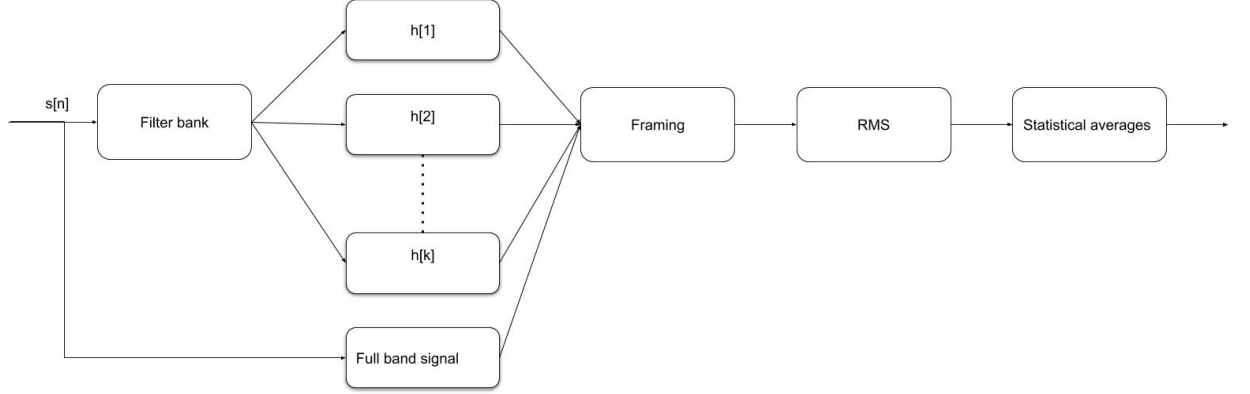 s[n]
Filter bank
h[1]
h[2]
h[k]
Full band signal
Framing
RMS
Statistical averages